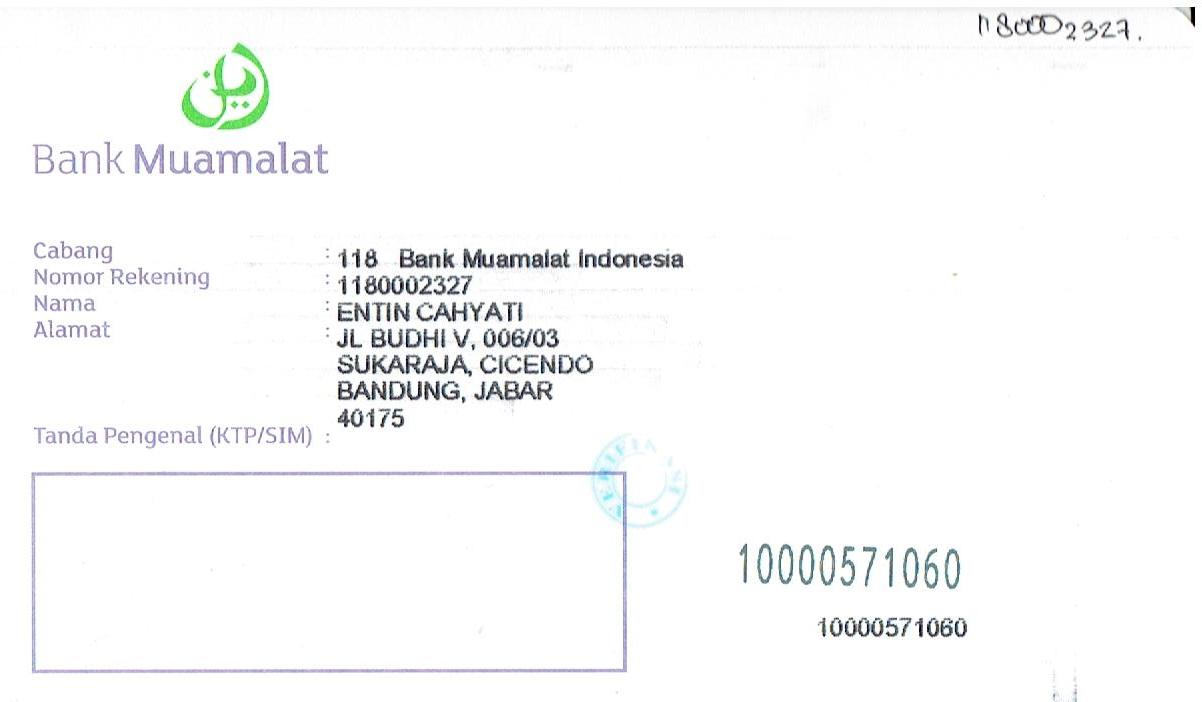 1180002327.
Bank Muamalat
Cabang : 118 Bank Muamalat Indonesia
Nomor Rekening : 1180002327
Nama : ENTIN CAHYATI
Alamat : JL BUDHI V, 006/03
SUKARAJA, CICENDO
BANDUNG, JABAR
40175
Tanda Pengenal (KTP/SIM) :
VERIFIKASI
10000571060
10000571060